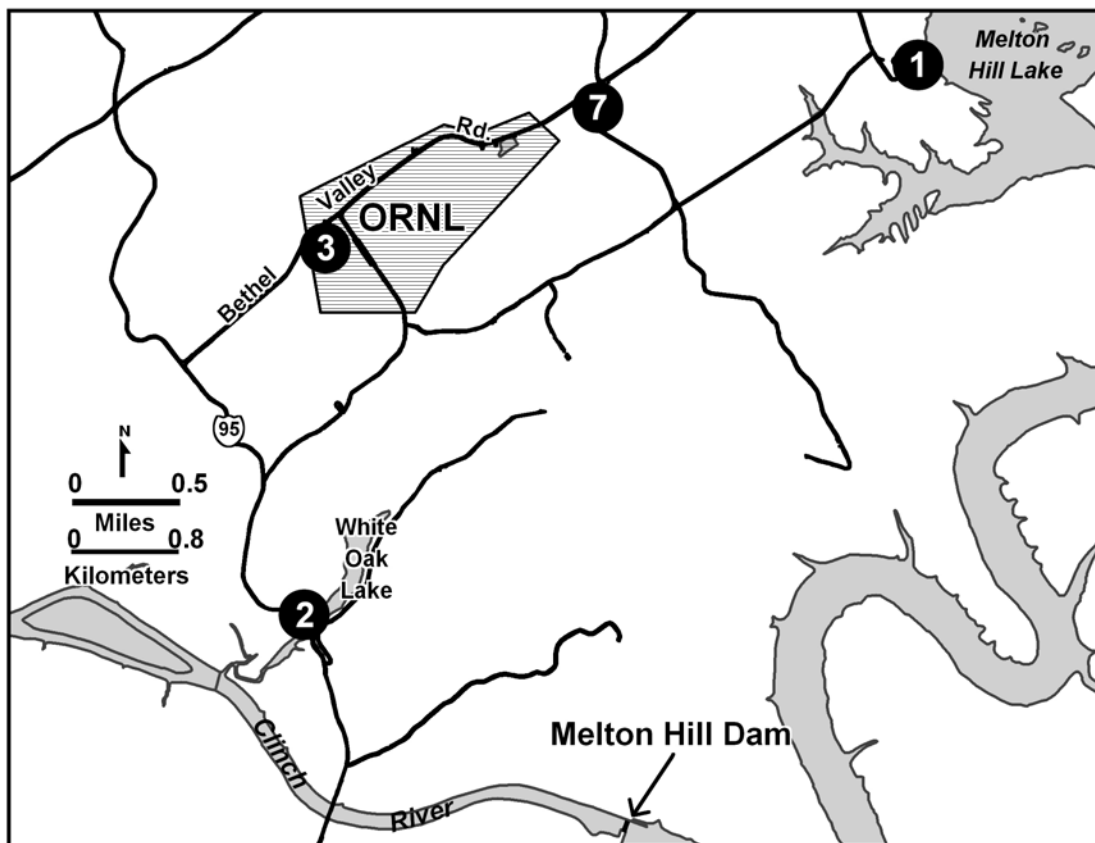 Melton
Hill Lake
1
7
Rd.
Valley
ORNL
3
Bethel
95
N
0 0.5
Miles
0 0.8
Kilometers
White
Oak
Lake
2
Melton Hill Dam
Clinch
River